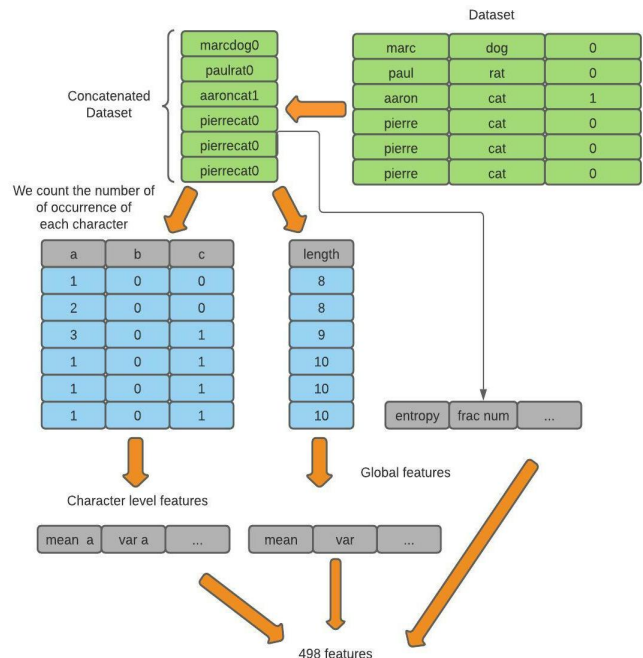 Dataset
marc dog 0
paul rat 0
aaron cat 1
pierre cat 0
pierre cat 0
pierre cat 0
Concatenated
Dataset
marcdog0
paulrat0
aaroncat1
pierrecat0
pierrecat0
pierrecat0
We count the number of
of occurrence of
each character
a b c
1 0 0
2 0 0
3 0 1
1 0 1
1 0 1
1 0 1
length
8
8
9
10
10
10
entropy frac num ...
Global features
Character level features
mean a var a ...
mean var ...
498 features